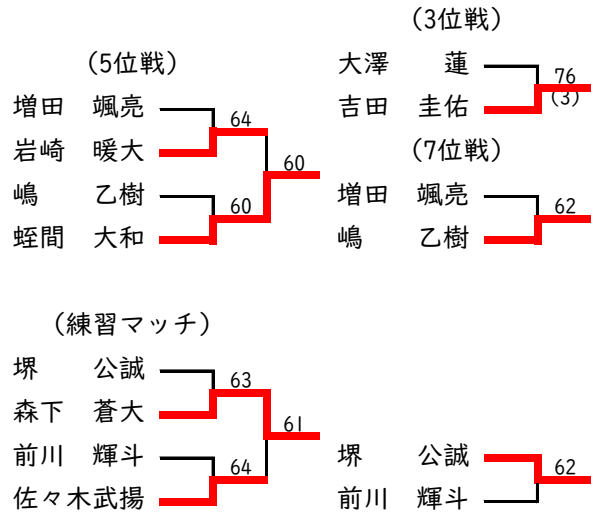 (3位戦)
大澤 蓮
76
(3)
吉田 圭佑
(5位戦)
増田 颯亮
64
岩崎 暖大
60
嶋 乙樹
60
蛭間 大和
(7位戦)
増田 颯亮
62
嶋 乙樹
(練習マッチ)
堺 公誠
63
森下 蒼大
61
前川 輝斗
64
佐々木武揚
堺 公誠
62
前川 輝斗